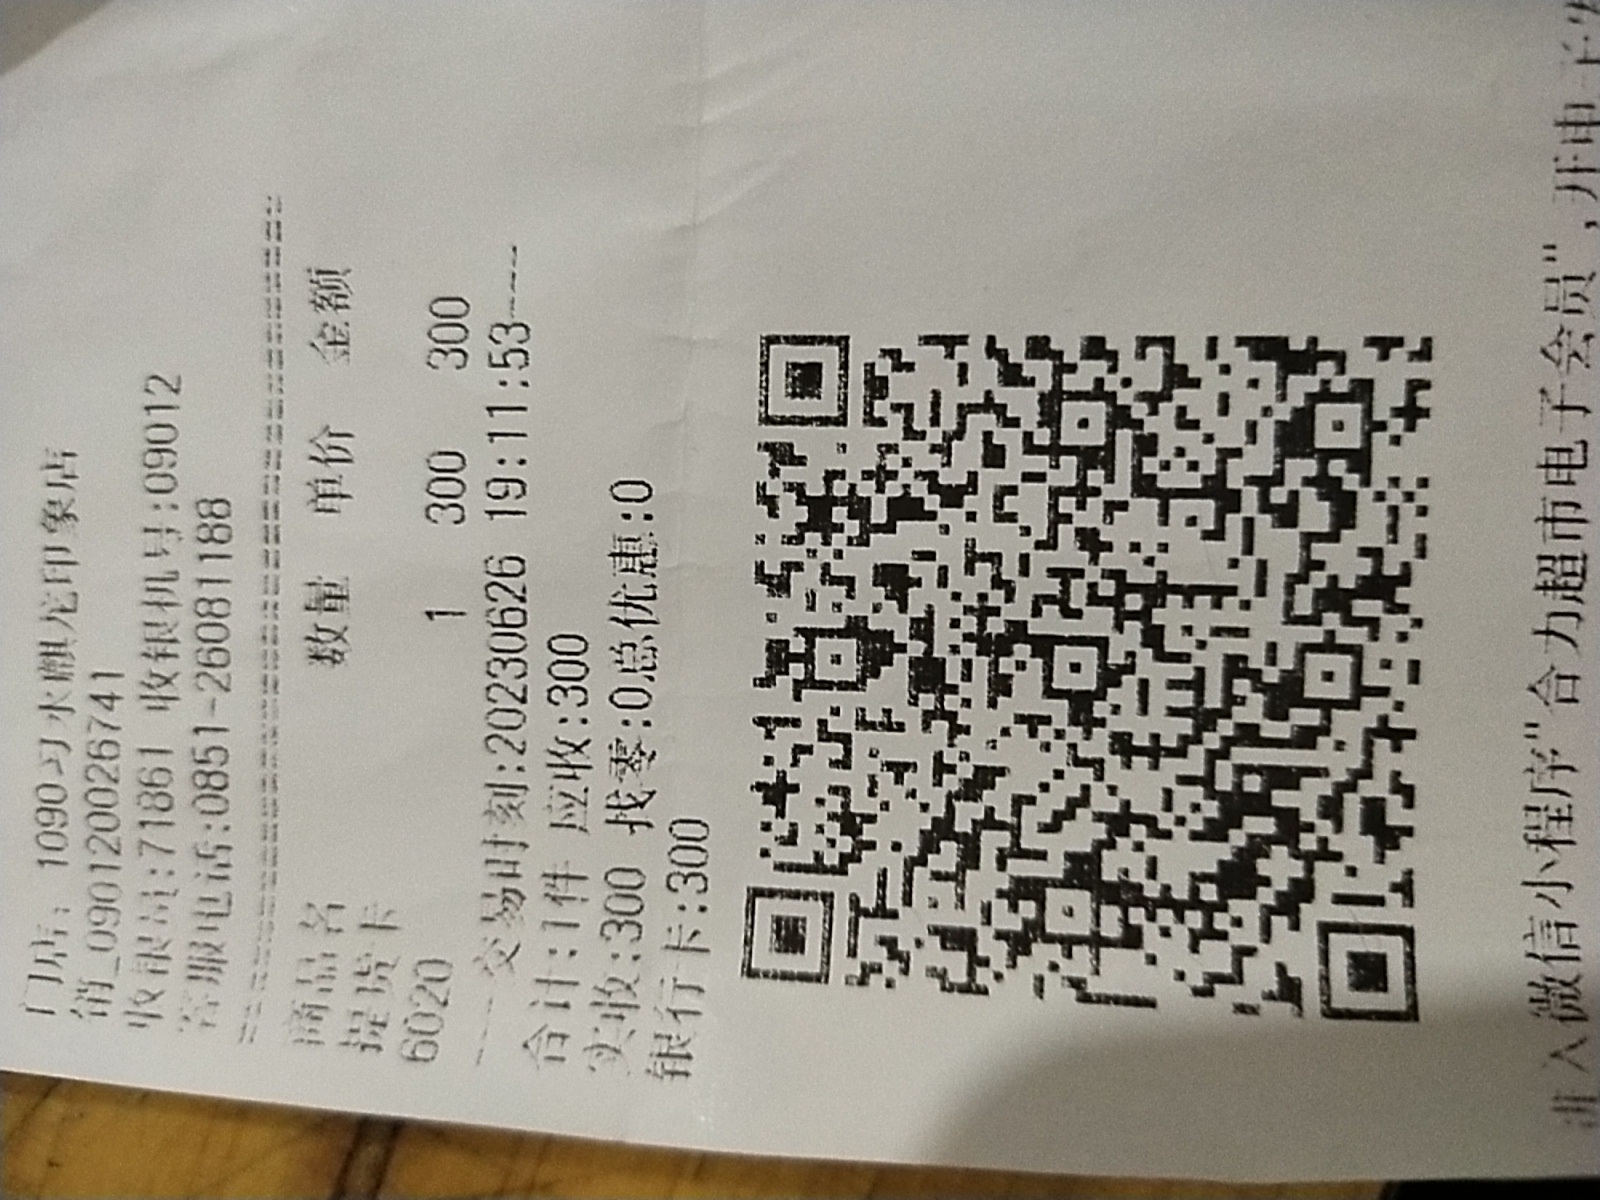 门店: 1090习水麒龙印象店
销_090120026741
收银员:71861 收银机号:09012
客服电话:0851-26081188
商品名 数量 单价 金额
提货卡
6020 1 300 300
----交易时刻:20230626 19:11:53----
合计:1件 应收:300
实收:300 找零:0总优惠:0
银行卡:300
进入微信小程序"合力超市电子会员",开电子发